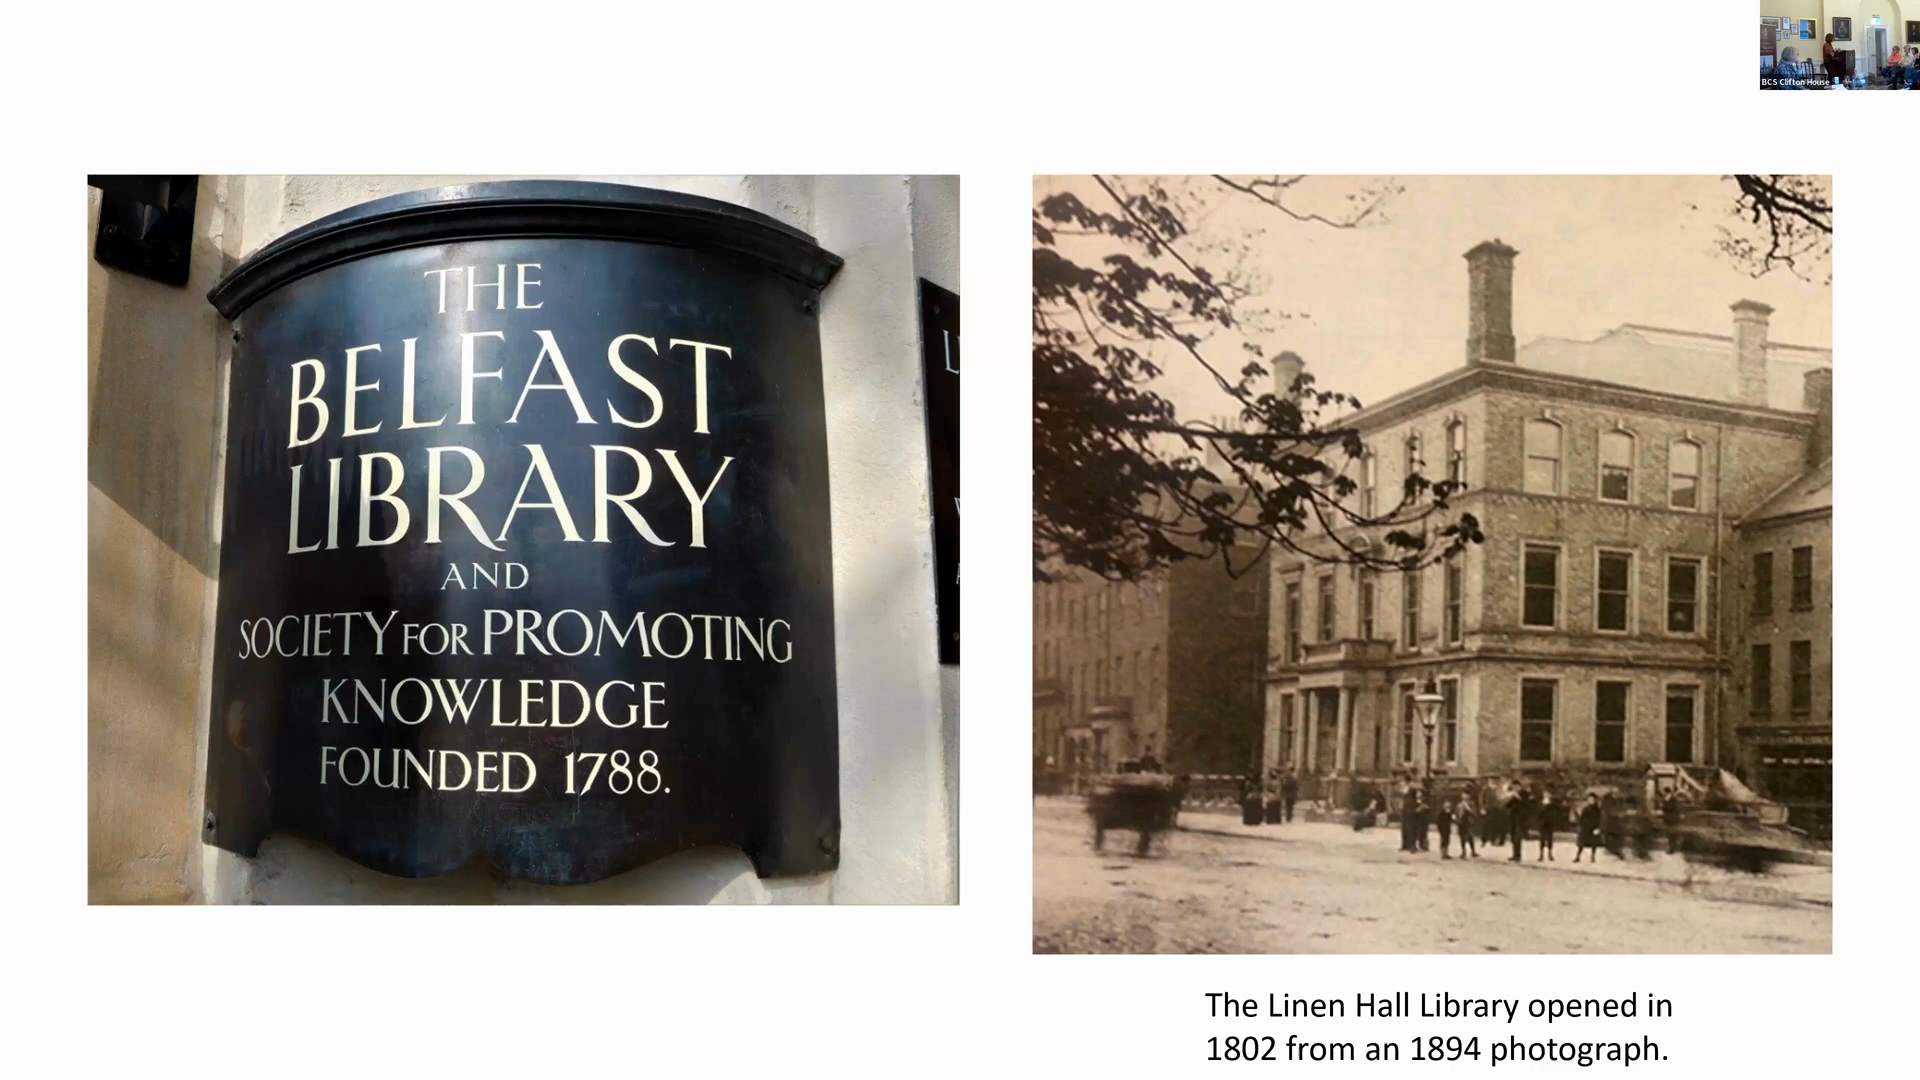 BCS Clifton House
THE
BELFAST
LIBRARY
AND
SOCIETY FOR PROMOTING
KNOWLEDGE
FOUNDED 1788.
The Linen Hall Library opened in
1802 from an 1894 photograph.